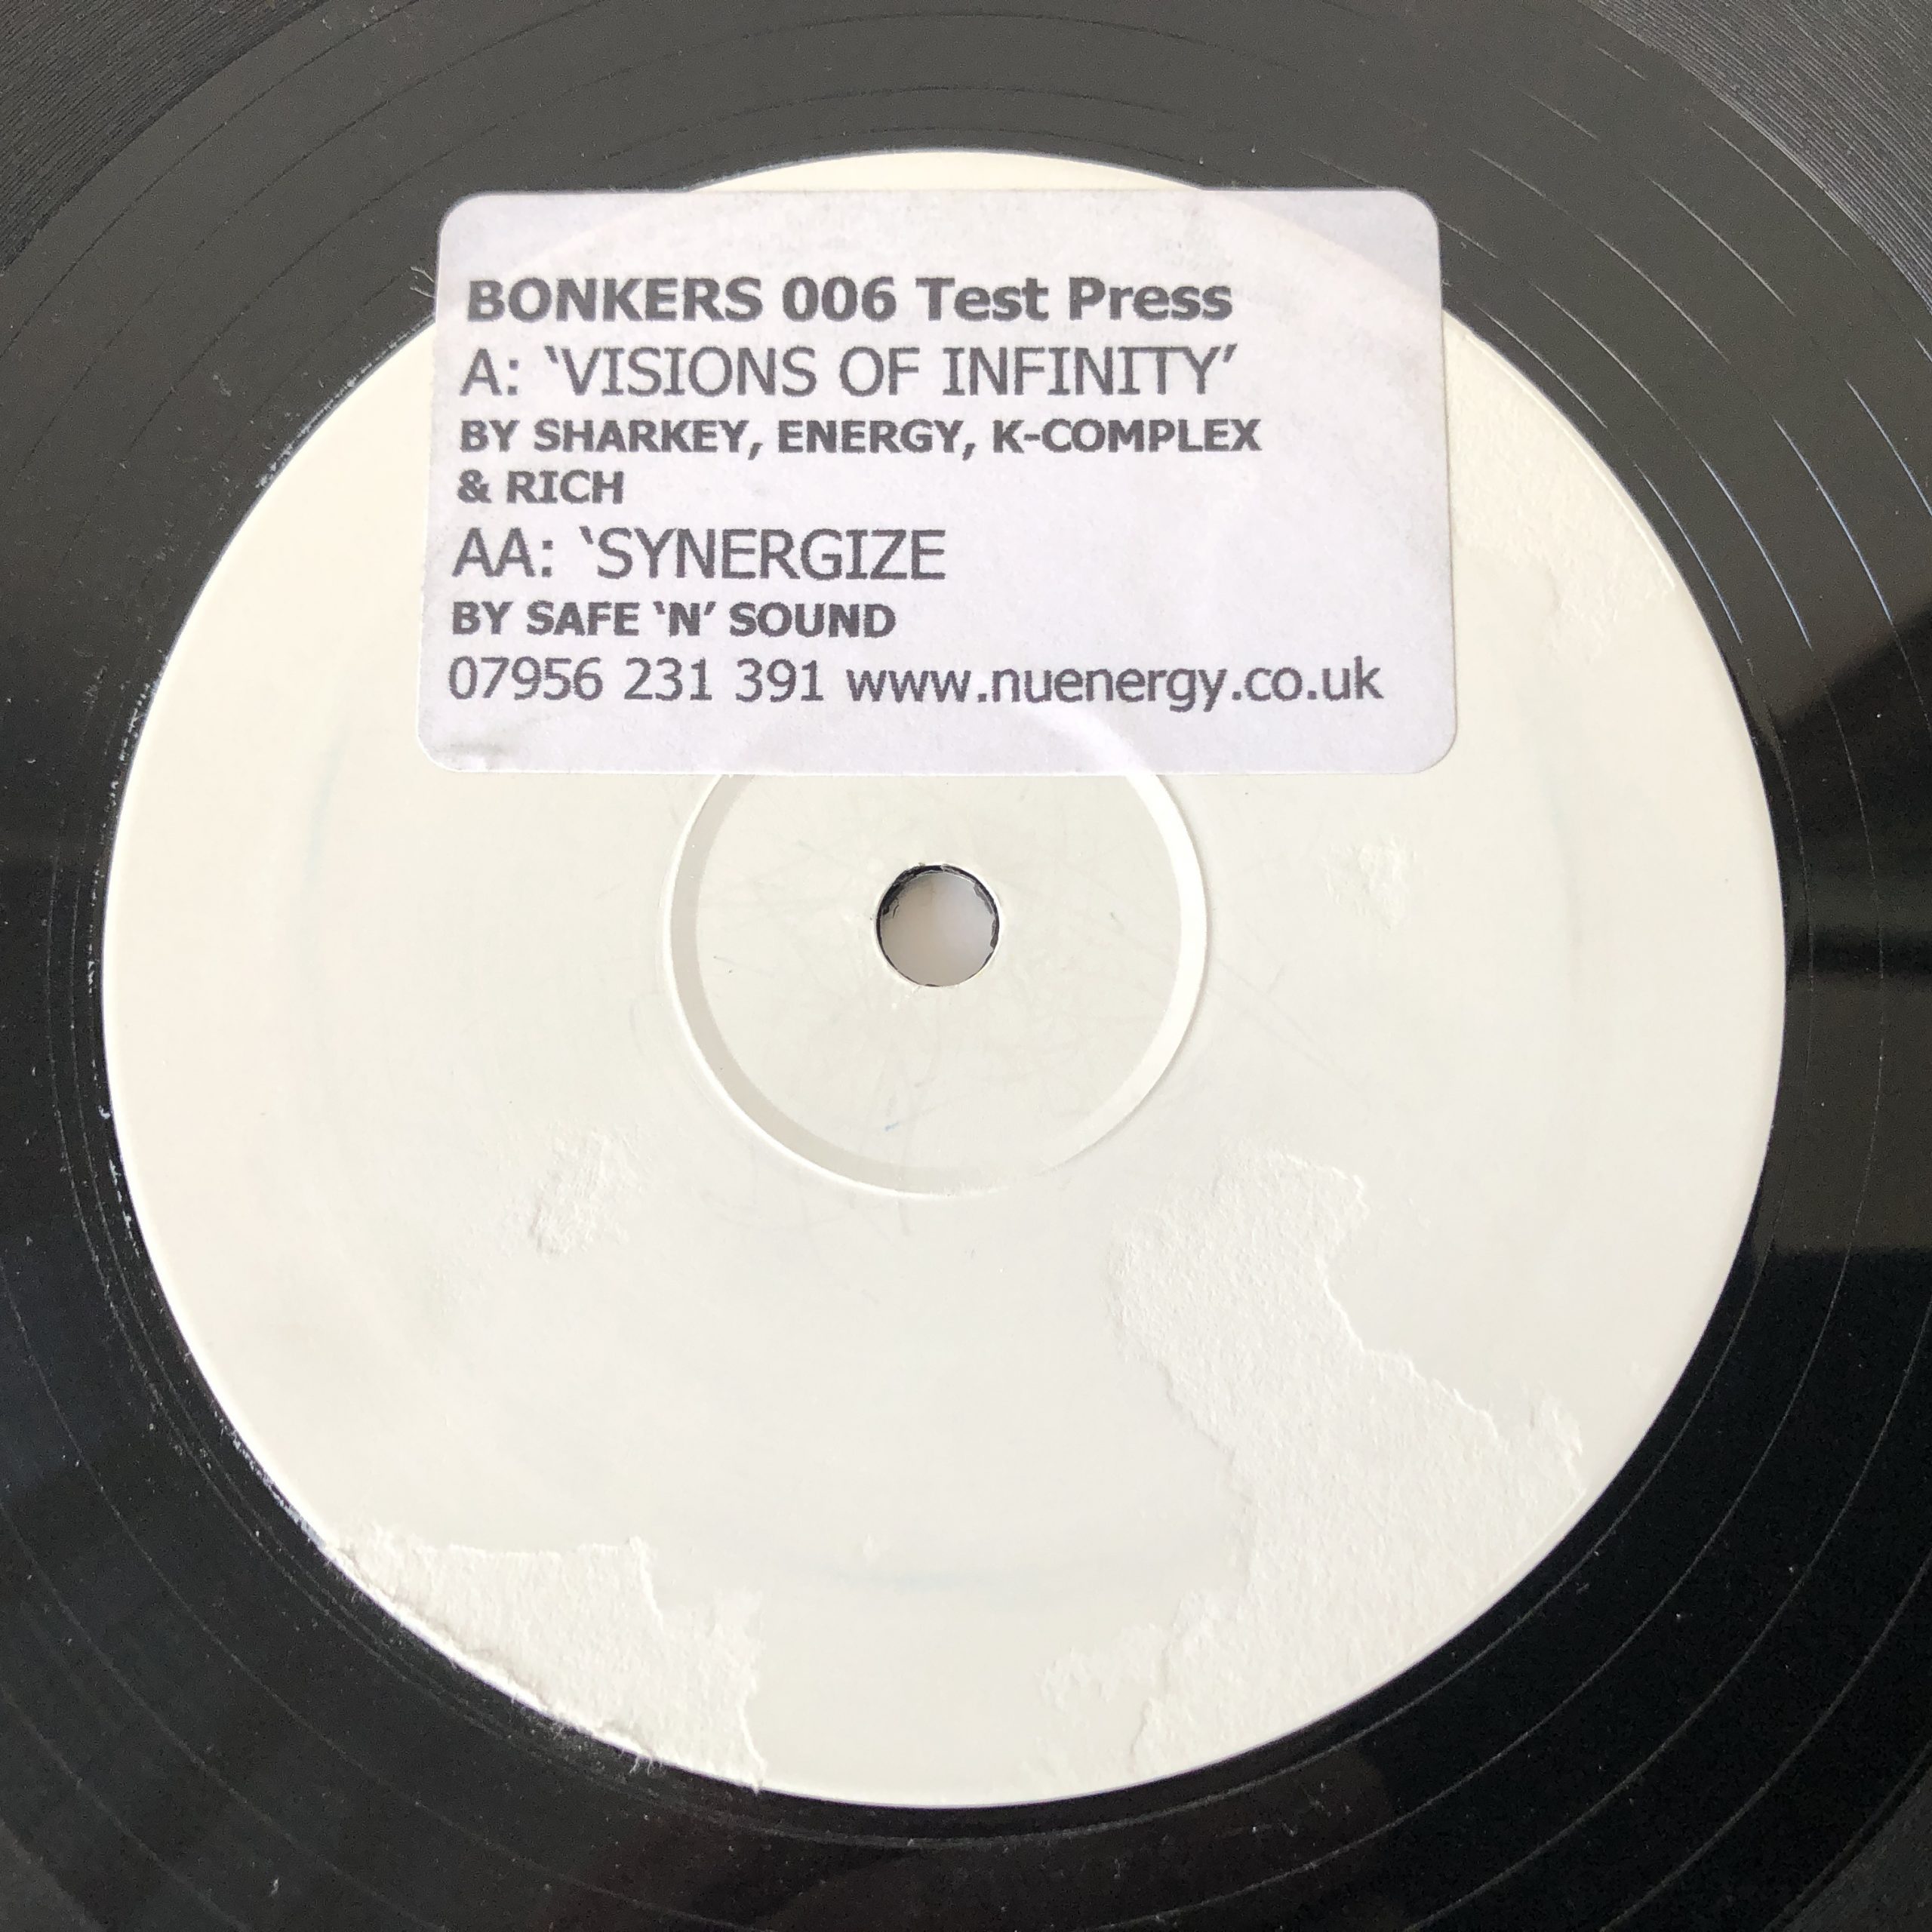 BONKERS 006 Test Press
A: ‘VISIONS OF INFINITY’
BY SHARKEY, ENERGY, K-COMPLEX
& RICH
AA: ‘SYNERGIZE
BY SAFE ‘N’ SOUND
07956 231 391 www.nuenergy.co.uk